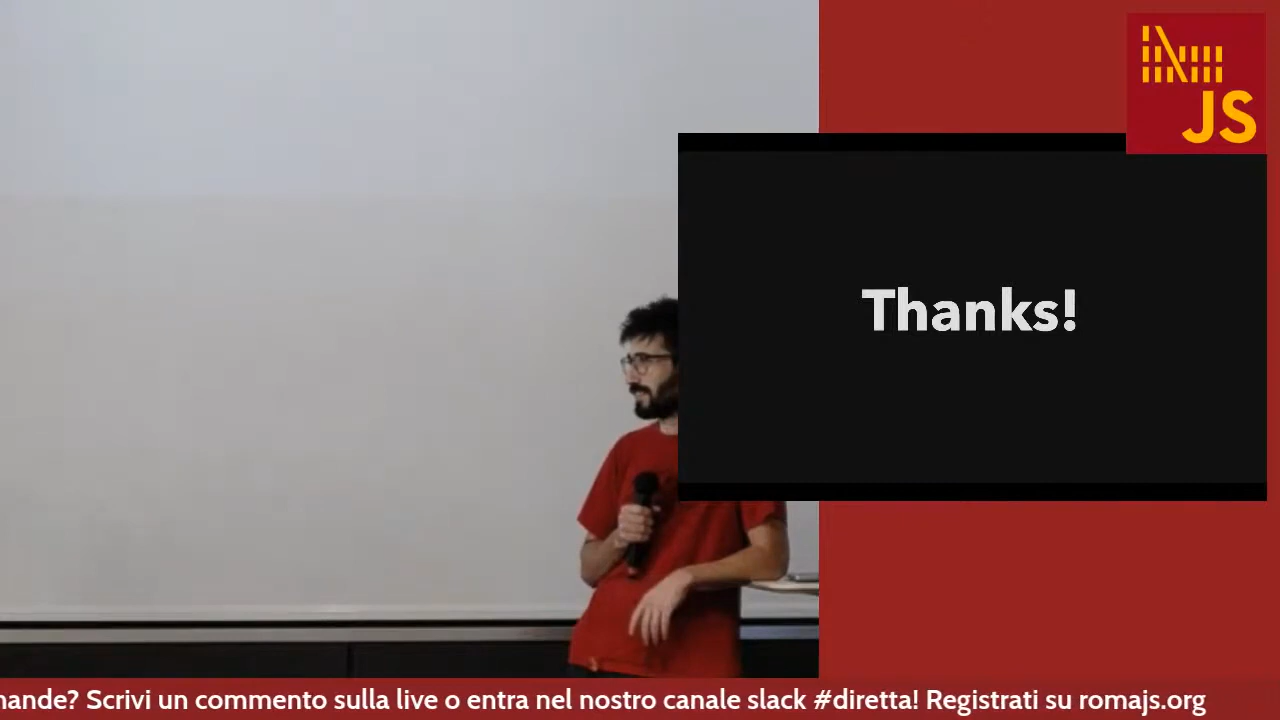 JS
Thanks!
mande? Scrivi un commento sulla live o entra nel nostro canale slack #diretta! Registrati su romajs.org